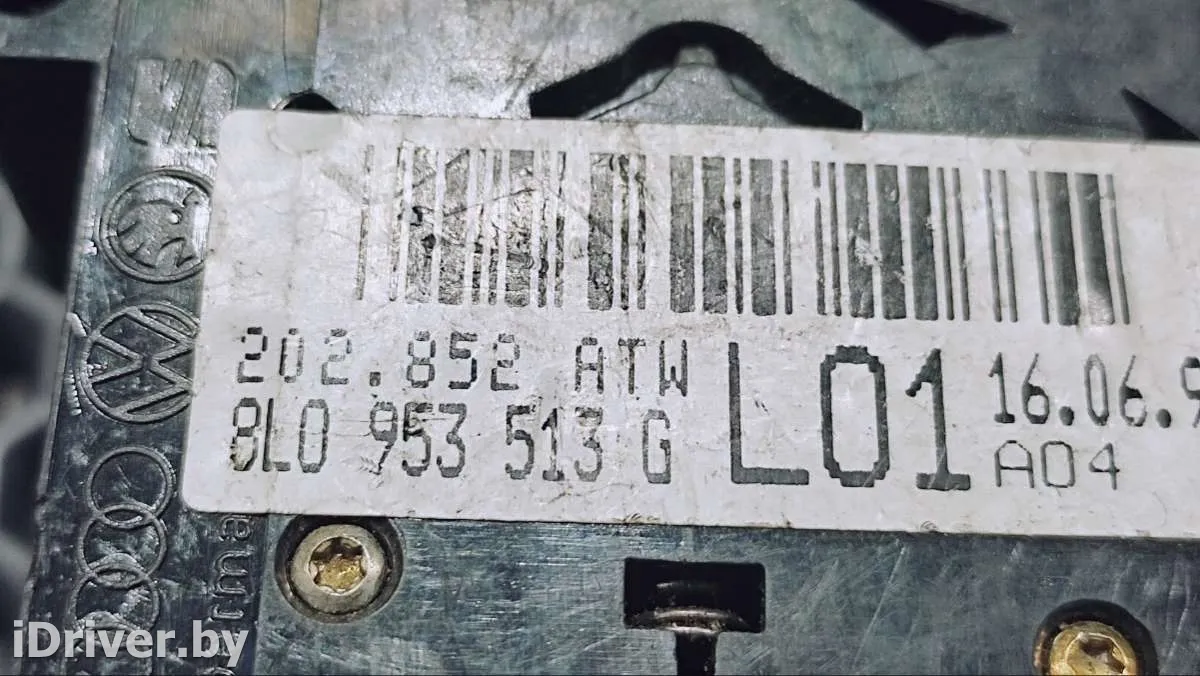 202.852 ATW L01 16.06.9
8L0 953 513 G A04
iDriver.by